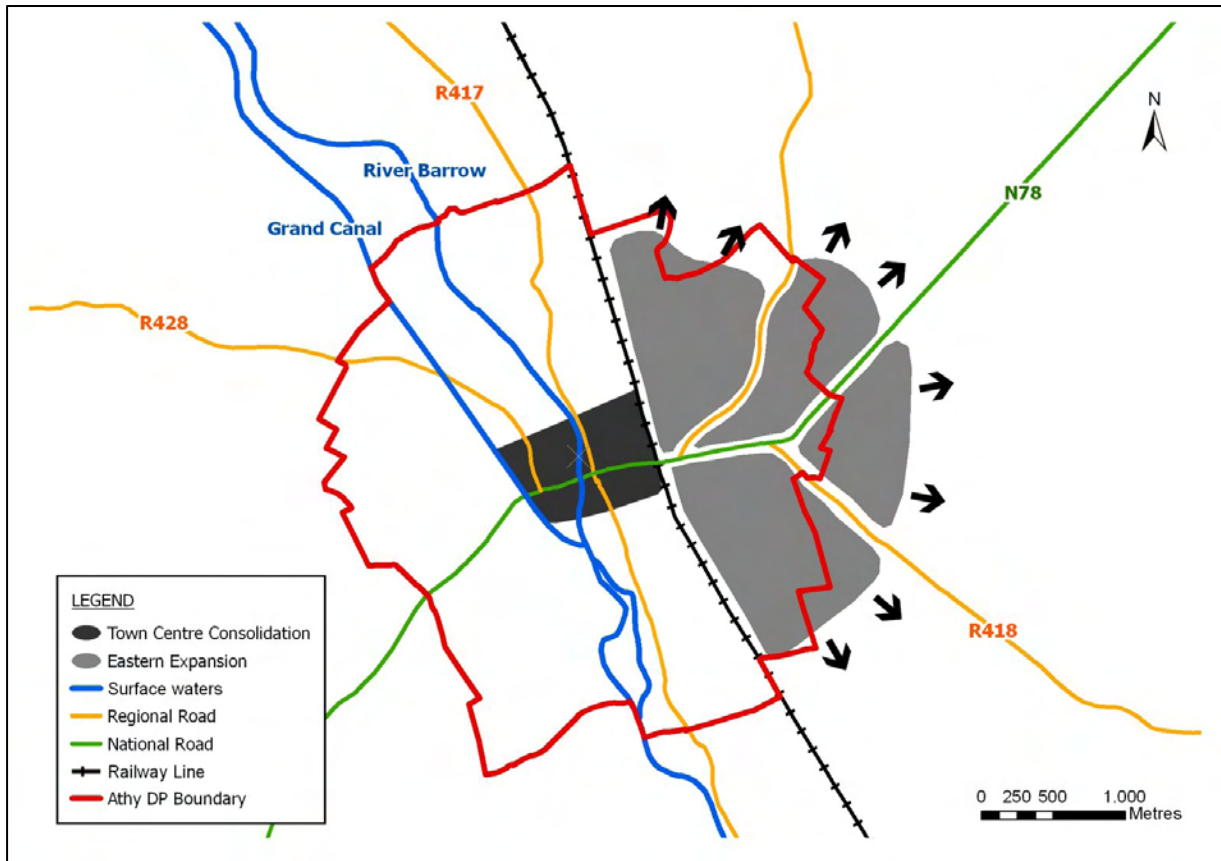 R417
N
River Barrow
N78
Grand Canal
R428
R418
LEGEND
Town Centre Consolidation
Eastern Expansion
Surface waters
Regional Road
National Road
Railway Line
Athy DP Boundary
0 250 500 1.000
Metres